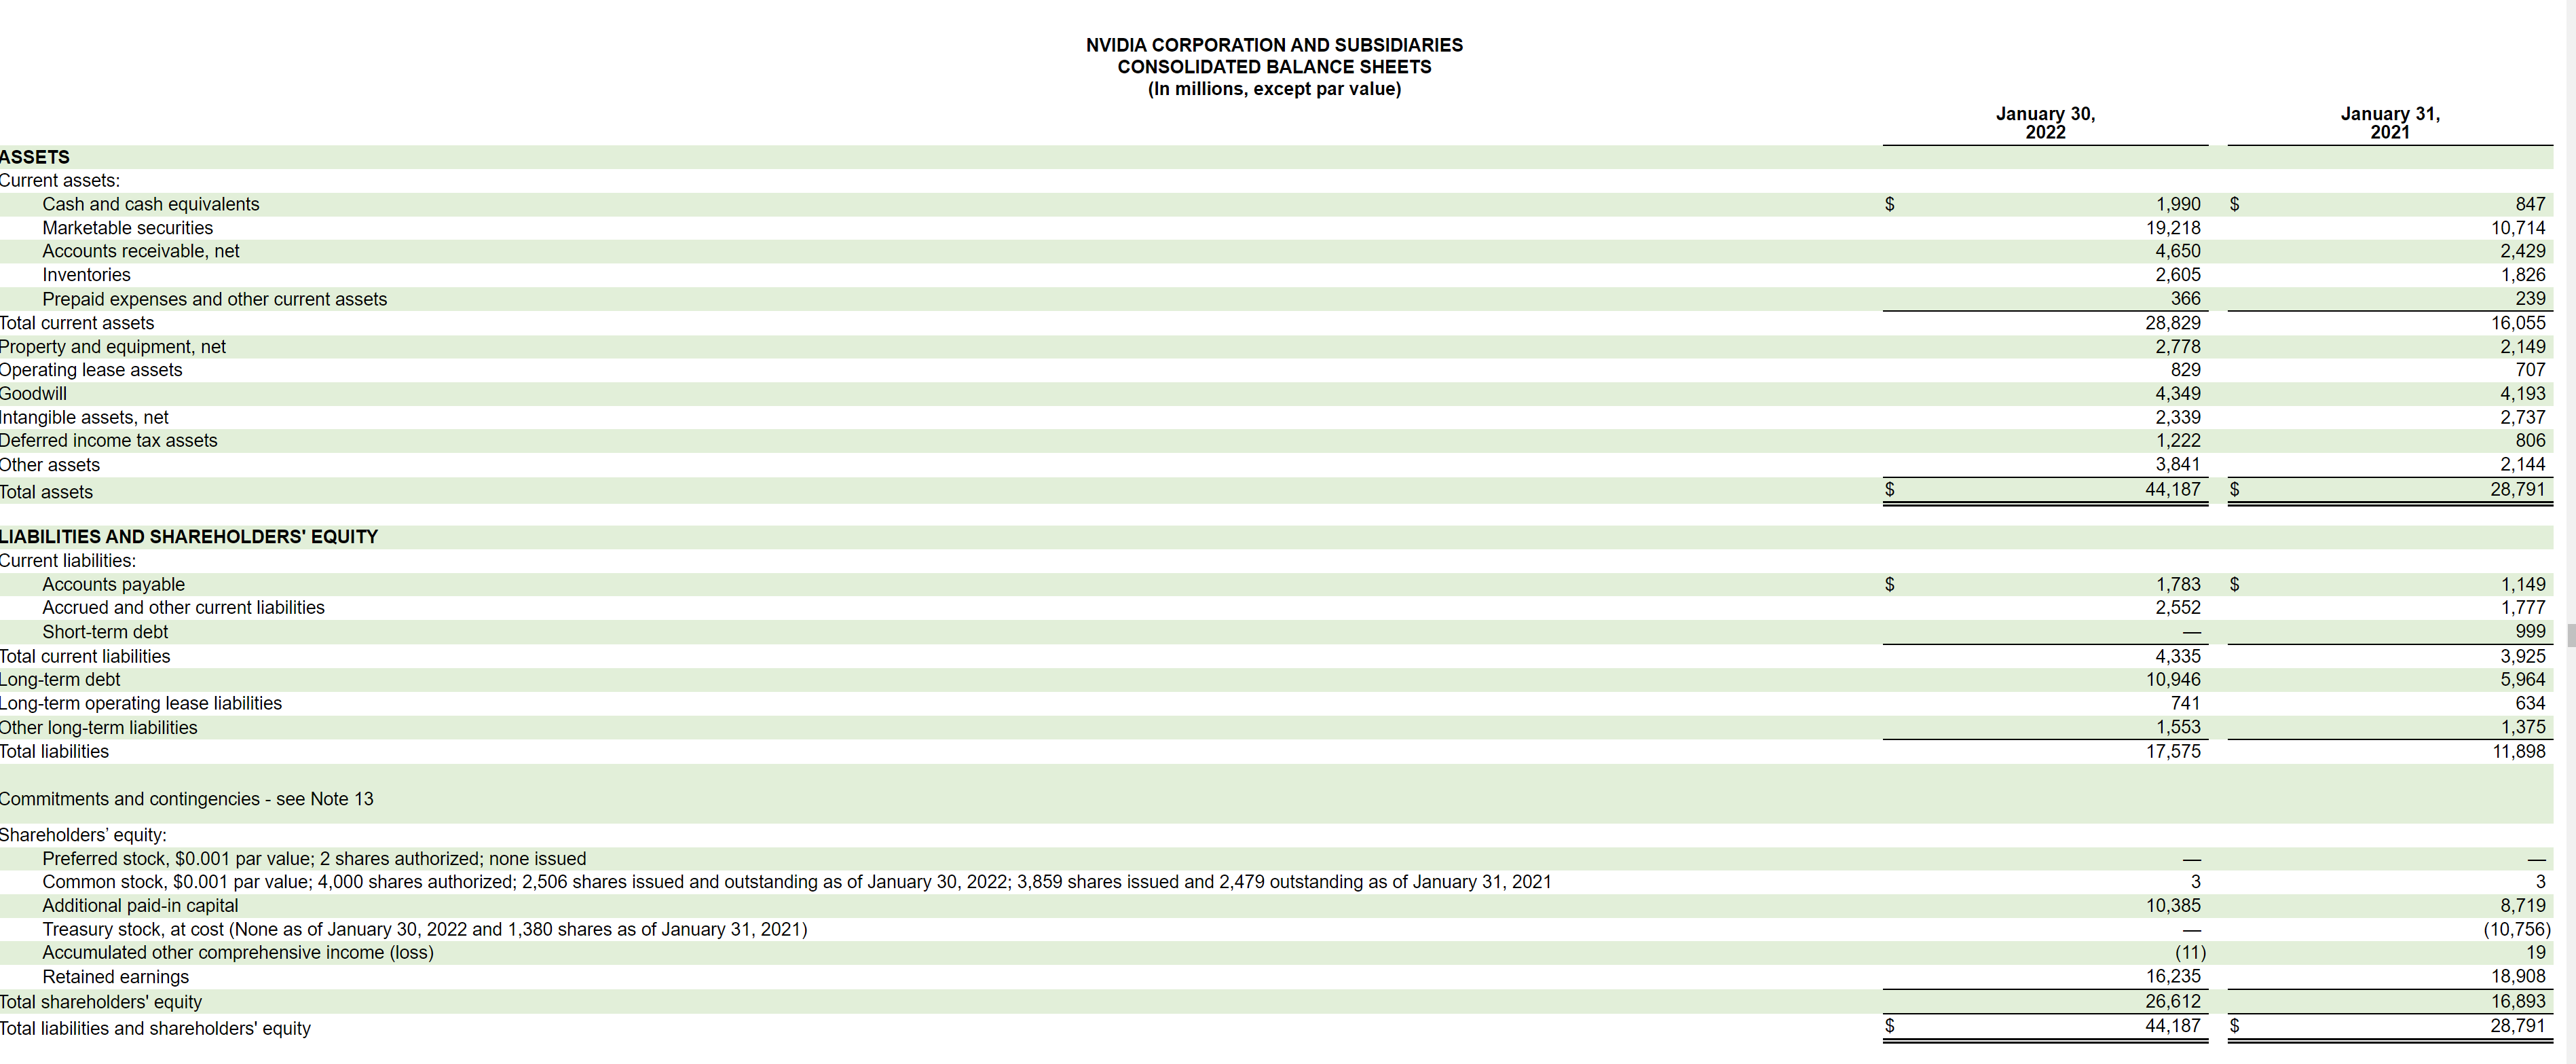 NVIDIA CORPORATION AND SUBSIDIARIES
CONSOLIDATED BALANCE SHEETS
(In millions, except par value)
January 30, January 31,
2022 2021
ASSETS
Current assets:
Cash and cash equivalents $ 1,990 $ 847
Marketable securities 19,218 10,714
Accounts receivable, net 4,650 2,429
Inventories 2,605 1,826
Prepaid expenses and other current assets 366 239
Total current assets 28,829 16,055
Property and equipment, net 2,778 2,149
Operating lease assets 829 707
Goodwill 4,349 4,193
Intangible assets, net 2,339 2,737
Deferred income tax assets 1,222 806
Other assets 3,841 2,144
Total assets $ 44,187 $ 28,791
LIABILITIES AND SHAREHOLDERS' EQUITY
Current liabilities:
Accounts payable $ 1,783 $ 1,149
Accrued and other current liabilities 2,552 1,777
Short-term debt — 999
Total current liabilities 4,335 3,925
Long-term debt 10,946 5,964
Long-term operating lease liabilities 741 634
Other long-term liabilities 1,553 1,375
Total liabilities 17,575 11,898
Commitments and contingencies - see Note 13
Shareholders’ equity:
Preferred stock, $0.001 par value; 2 shares authorized; none issued — —
Common stock, $0.001 par value; 4,000 shares authorized; 2,506 shares issued and outstanding as of January 30, 2022; 3,859 shares issued and 2,479 outstanding as of January 31, 2021 3 3
Additional paid-in capital 10,385 8,719
Treasury stock, at cost (None as of January 30, 2022 and 1,380 shares as of January 31, 2021) — (10,756)
Accumulated other comprehensive income (loss) (11) 19
Retained earnings 16,235 18,908
Total shareholders' equity 26,612 16,893
Total liabilities and shareholders' equity $ 44,187 $ 28,791